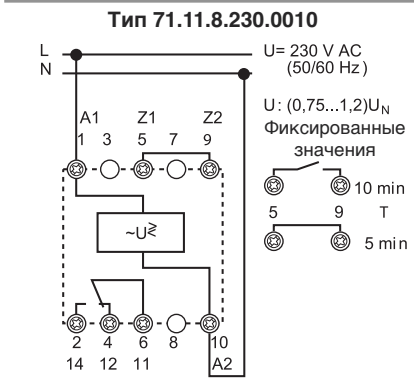 Тип 71.11.8.230.0010
L U= 230 V AC
N (50/60 Hz)
U: (0,75...1,2)U_N
Фиксированные
значения
A1 Z1 Z2
1 3 5 7 9
10 min
5 9 T
5 min
~U≷
2 4 6 8 10
14 12 11 A2